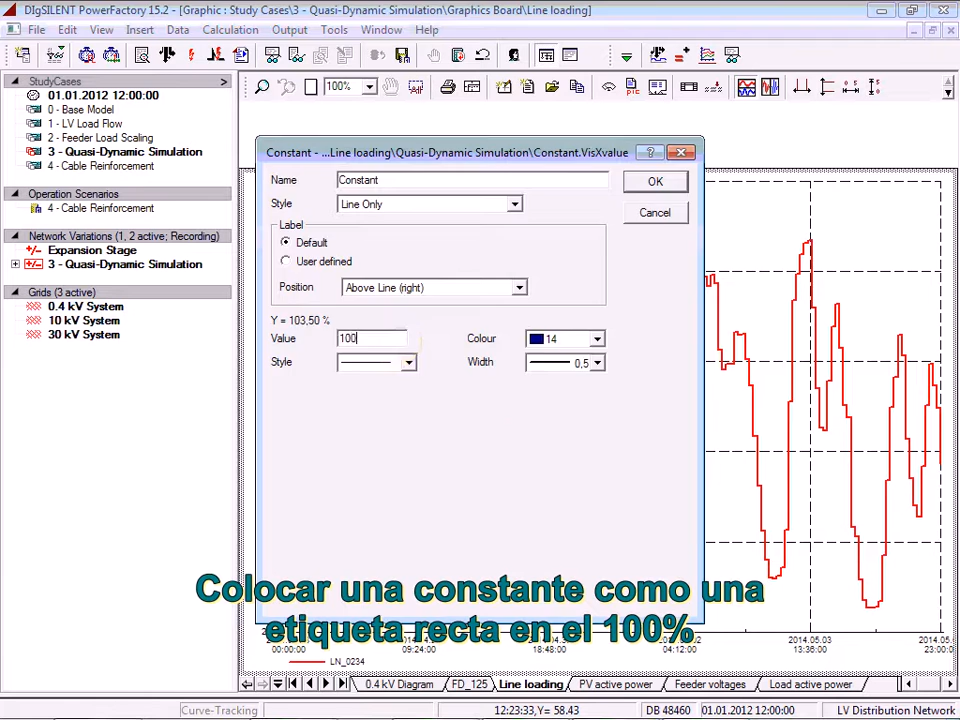 DIgSILENT PowerFactory 15.2 - [Graphic : Study Cases\3 - Quasi-Dynamic Simulation\Graphics Board\Line loading]
File Edit View Insert Data Calculation Output Tools Window Help
100%
StudyCases >
01.01.2012 12:00:00
0 - Base Model
1 - LV Load Flow
2 - Feeder Load Scaling
3 - Quasi-Dynamic Simulation
4 - Cable Reinforcement
Operation Scenarios
4 - Cable Reinforcement
Network Variations (1, 2 active; Recording)
Expansion Stage
3 - Quasi-Dynamic Simulation
Grids (3 active)
0.4 kV System
10 kV System
30 kV System
Constant - ...Line loading\Quasi-Dynamic Simulation\Constant.VisXvalue
Name Constant OK
Style Line Only Cancel
Label
Default
User defined
Position Above Line (right)
Y = 103,50 %
Value 100 Colour 14
Style Width 0,5
Colocar una constante como una
etiqueta recta en el 100%
2014.05.03 2014.05.
00:00:00 09:24:00 18:48:00 04:12:00 13:36:00 23:00:0
LN_0234
0.4 kV Diagram FD_125 Line loading PV active power Feeder voltages Load active power
Curve-Tracking 12:23:33,Y= 58.43 DB 48460 01.01.2012 12:00:00 LV Distribution Network